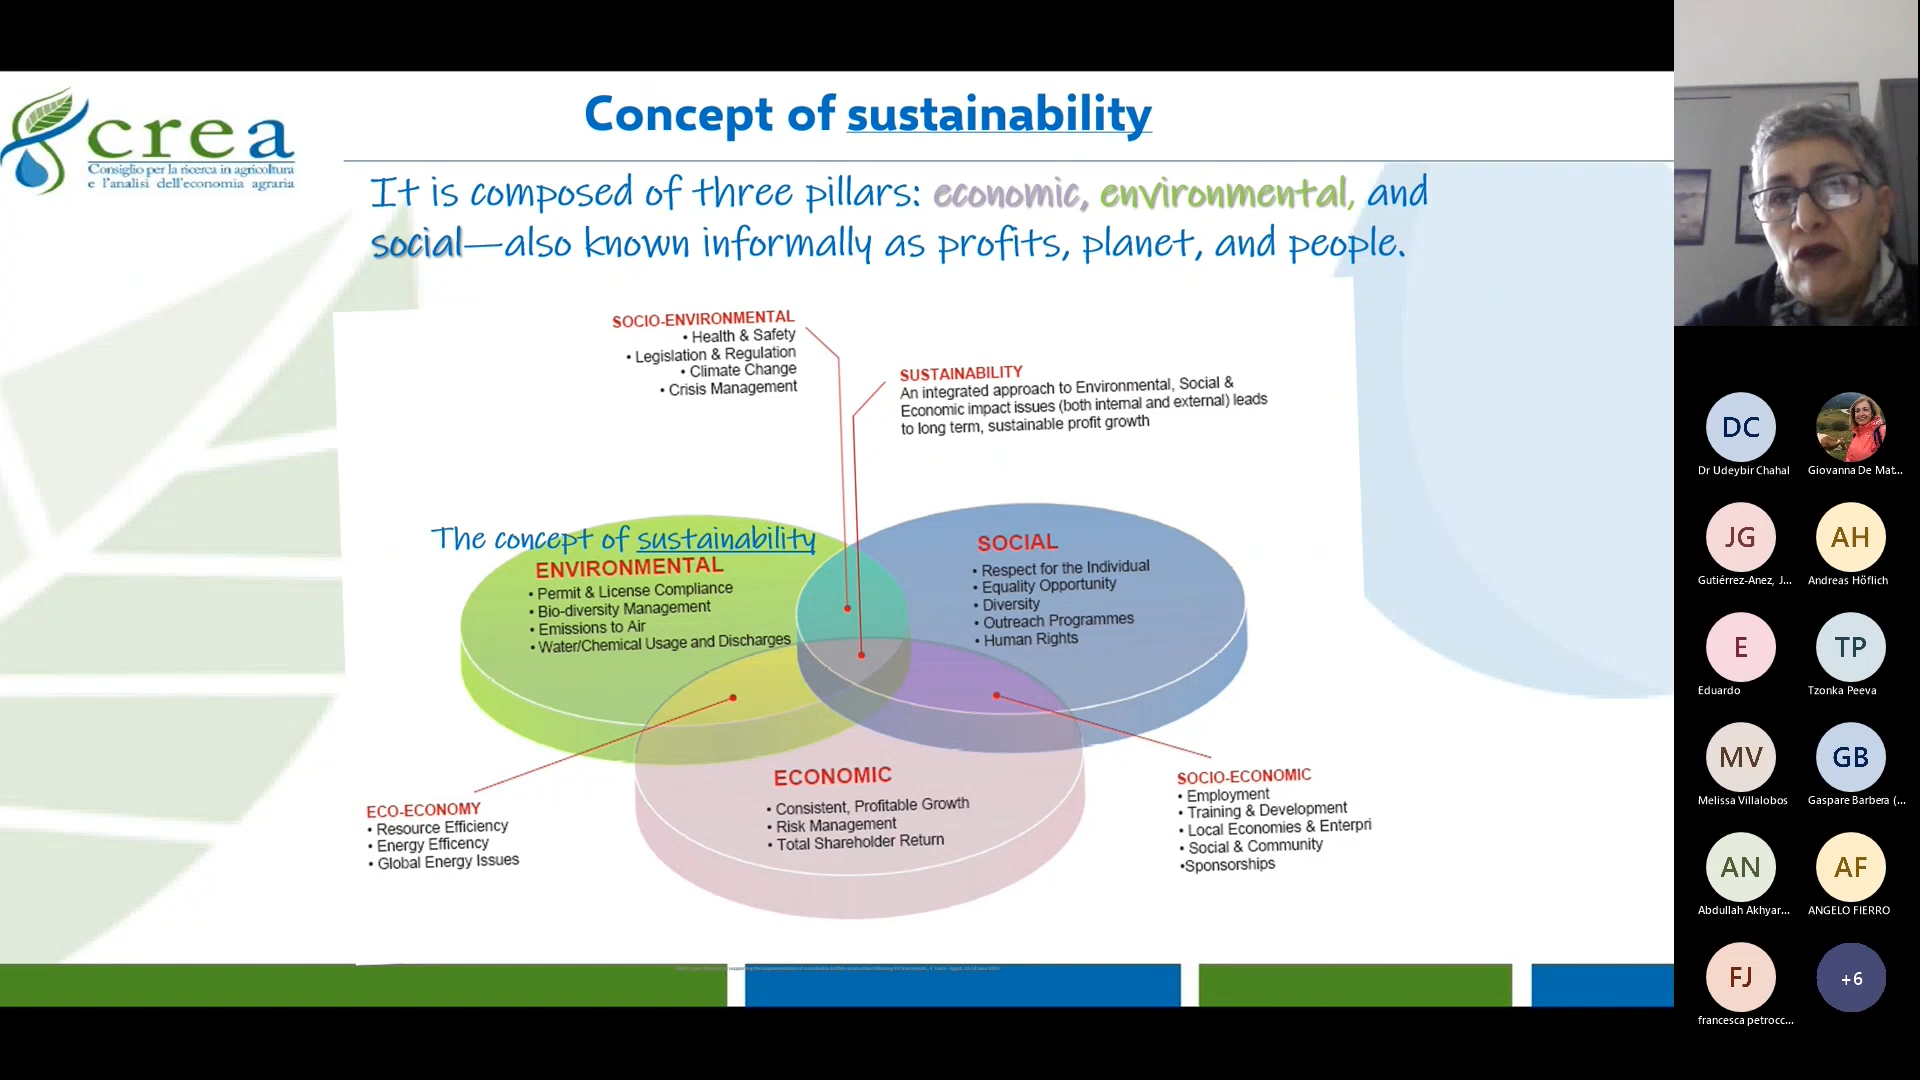 crea
Consiglio per la ricerca in agricoltura
e l'analisi dell'economia agraria
Concept of sustainability
It is composed of three pillars: economic, environmental, and
social—also known informally as profits, planet, and people.
SOCIO-ENVIRONMENTAL
• Health & Safety
• Legislation & Regulation
• Climate Change
• Crisis Management
SUSTAINABILITY
An integrated approach to Environmental, Social &
Economic impact issues (both internal and external) leads
to long term, sustainable profit growth
The concept of sustainability
ENVIRONMENTAL
• Permit & License Compliance
• Bio-diversity Management
• Emissions to Air
• Water/Chemical Usage and Discharges
SOCIAL
• Respect for the Individual
• Equality Opportunity
• Diversity
• Outreach Programmes
• Human Rights
ECONOMIC
• Consistent, Profitable Growth
• Risk Management
• Total Shareholder Return
ECO-ECONOMY
• Resource Efficiency
• Energy Efficency
• Global Energy Issues
SOCIO-ECONOMIC
• Employment
• Training & Development
• Local Economies & Enterpri
• Social & Community
•Sponsorships
DC
Dr Udeybir Chahal
Giovanna De Mat...
JG
Gutiérrez-Anez, J...
AH
Andreas Höflich
E
Eduardo
TP
Tzonka Peeva
MV
Melissa Villalobos
GB
Gaspare Barbera (...
AN
Abdullah Akhyar...
AF
ANGELO FIERRO
FJ
francesca petrocc...
+6